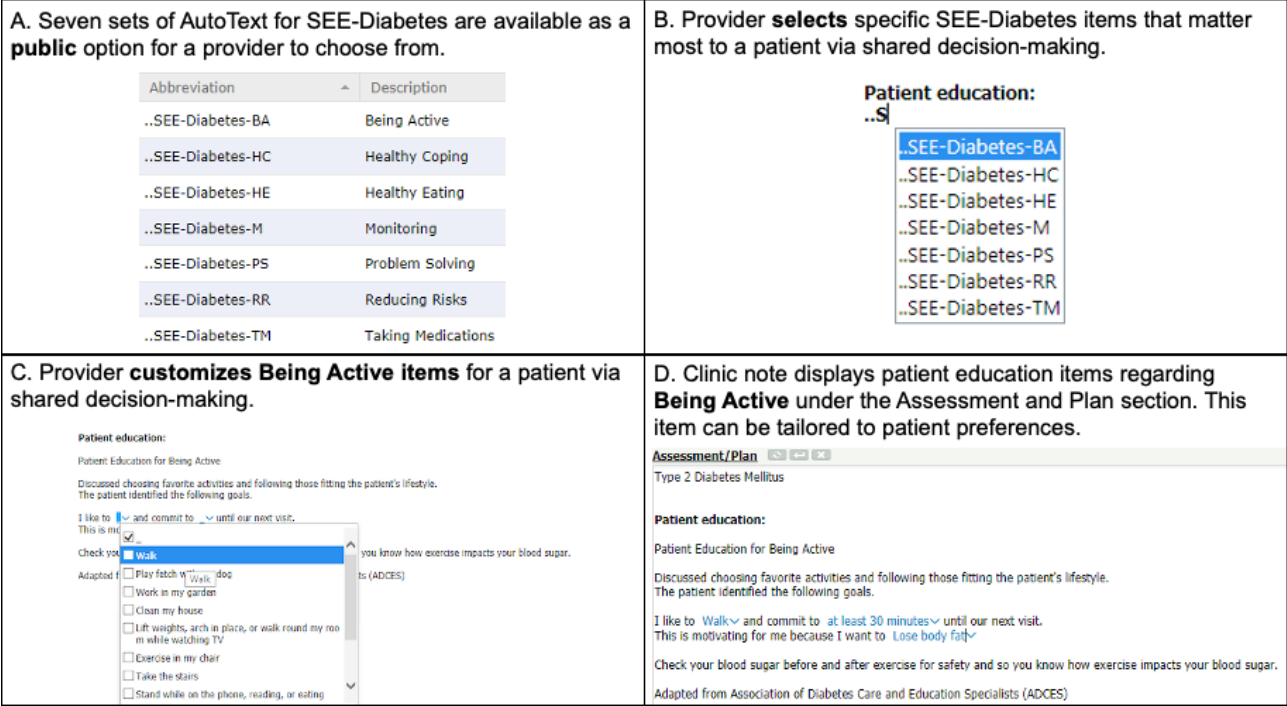 A. Seven sets of AutoText for SEE-Diabetes are available as a
public option for a provider to choose from.
Abbreviation Description
..SEE-Diabetes-BA Being Active
..SEE-Diabetes-HC Healthy Coping
..SEE-Diabetes-HE Healthy Eating
..SEE-Diabetes-M Monitoring
..SEE-Diabetes-PS Problem Solving
..SEE-Diabetes-RR Reducing Risks
..SEE-Diabetes-TM Taking Medications
B. Provider selects specific SEE-Diabetes items that matter
most to a patient via shared decision-making.
Patient education:
..S
..SEE-Diabetes-BA
..SEE-Diabetes-HC
..SEE-Diabetes-HE
..SEE-Diabetes-M
..SEE-Diabetes-PS
..SEE-Diabetes-RR
..SEE-Diabetes-TM
C. Provider customizes Being Active items for a patient via
shared decision-making.
Patient education:
Patient Education for Being Active
Discussed choosing favorite activities and following those fitting the patient's lifestyle.
The patient identified the following goals.
I like to _ and commit to _ until our next visit.
This is
Check you know how exercise impacts your blood sugar.
Adapted (ADCES)
_
Walk
Play fetch dog
Walk
Work in my garden
Clean my house
Lift weights, arch in place, or walk round my roo
m while watching TV
Exercise in my chair
Take the stairs
Stand while on the phone, reading, or eating
D. Clinic note displays patient education items regarding
Being Active under the Assessment and Plan section. This
item can be tailored to patient preferences.
Assessment/Plan
Type 2 Diabetes Mellitus
Patient education:
Patient Education for Being Active
Discussed choosing favorite activities and following those fitting the patient's lifestyle.
The patient identified the following goals.
I like to Walk and commit to at least 30 minutes until our next visit.
This is motivating for me because I want to Lose body fat
Check your blood sugar before and after exercise for safety and so you know how exercise impacts your blood sugar.
Adapted from Association of Diabetes Care and Education Specialists (ADCES)